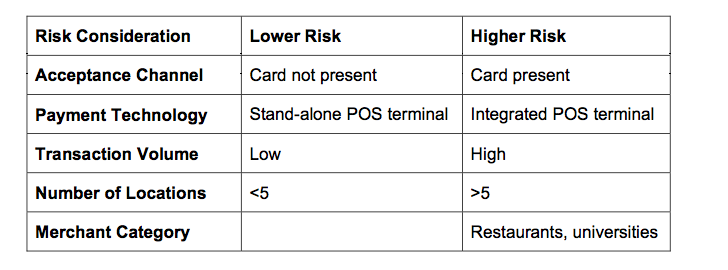 Risk Consideration Lower Risk Higher Risk
Acceptance Channel Card not present Card present
Payment Technology Stand-alone POS terminal Integrated POS terminal
Transaction Volume Low High
Number of Locations <5 >5
Merchant Category Restaurants, universities